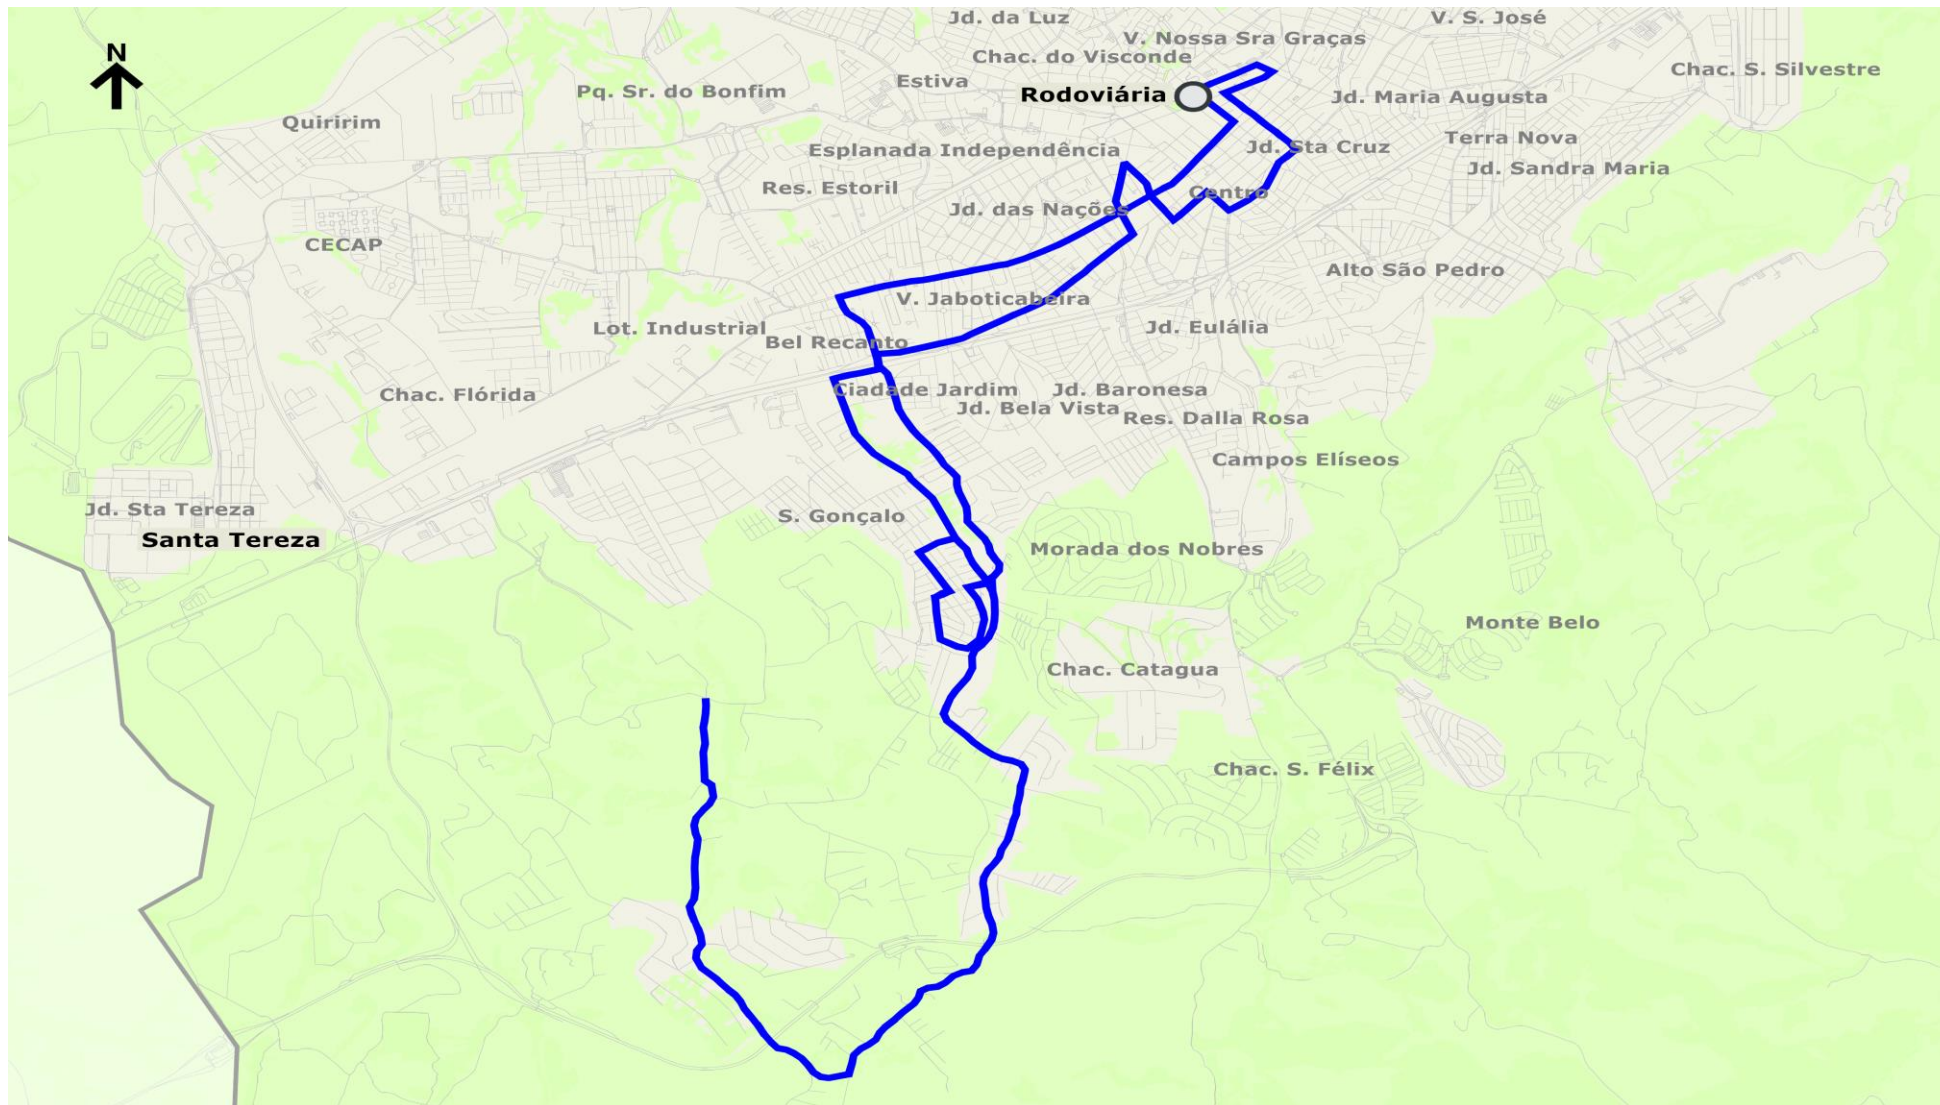 Jd. da Luz
V. S. José
V. Nossa Sra Graças
N
Chac. do Visconde
Chac. S. Silvestre
Estiva
Pq. Sr. do Bonfim
Rodoviária
Jd. Maria Augusta
Quiririm
Terra Nova
Esplanada Independência
Jd. Sta Cruz
Jd. Sandra Maria
Res. Estoril
Centro
Jd. das Nações
CECAP
Alto São Pedro
V. Jaboticabeira
Lot. Industrial
Jd. Eulália
Bel Recanto
Chac. Flórida
Ciadade Jardim
Jd. Baronesa
Jd. Bela Vista
Res. Dalla Rosa
Campos Elíseos
Jd. Sta Tereza
S. Gonçalo
Santa Tereza
Morada dos Nobres
Monte Belo
Chac. Catagua
Chac. S. Félix